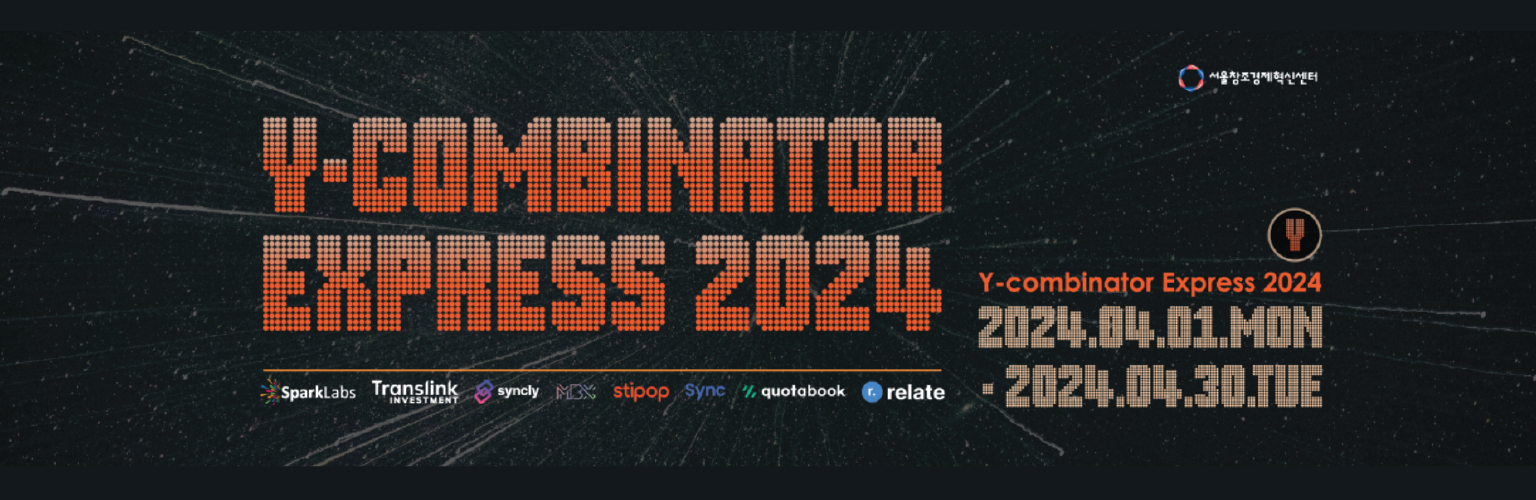 서울창조경제혁신센터
Y-COMBINATOR
EXPRESS 2024
SparkLabs Translink INVESTMENT syncly MBX stipop Sync quotabook r. relate
Y
Y-combinator Express 2024
2024.04.01.MON
- 2024.04.30.TUE